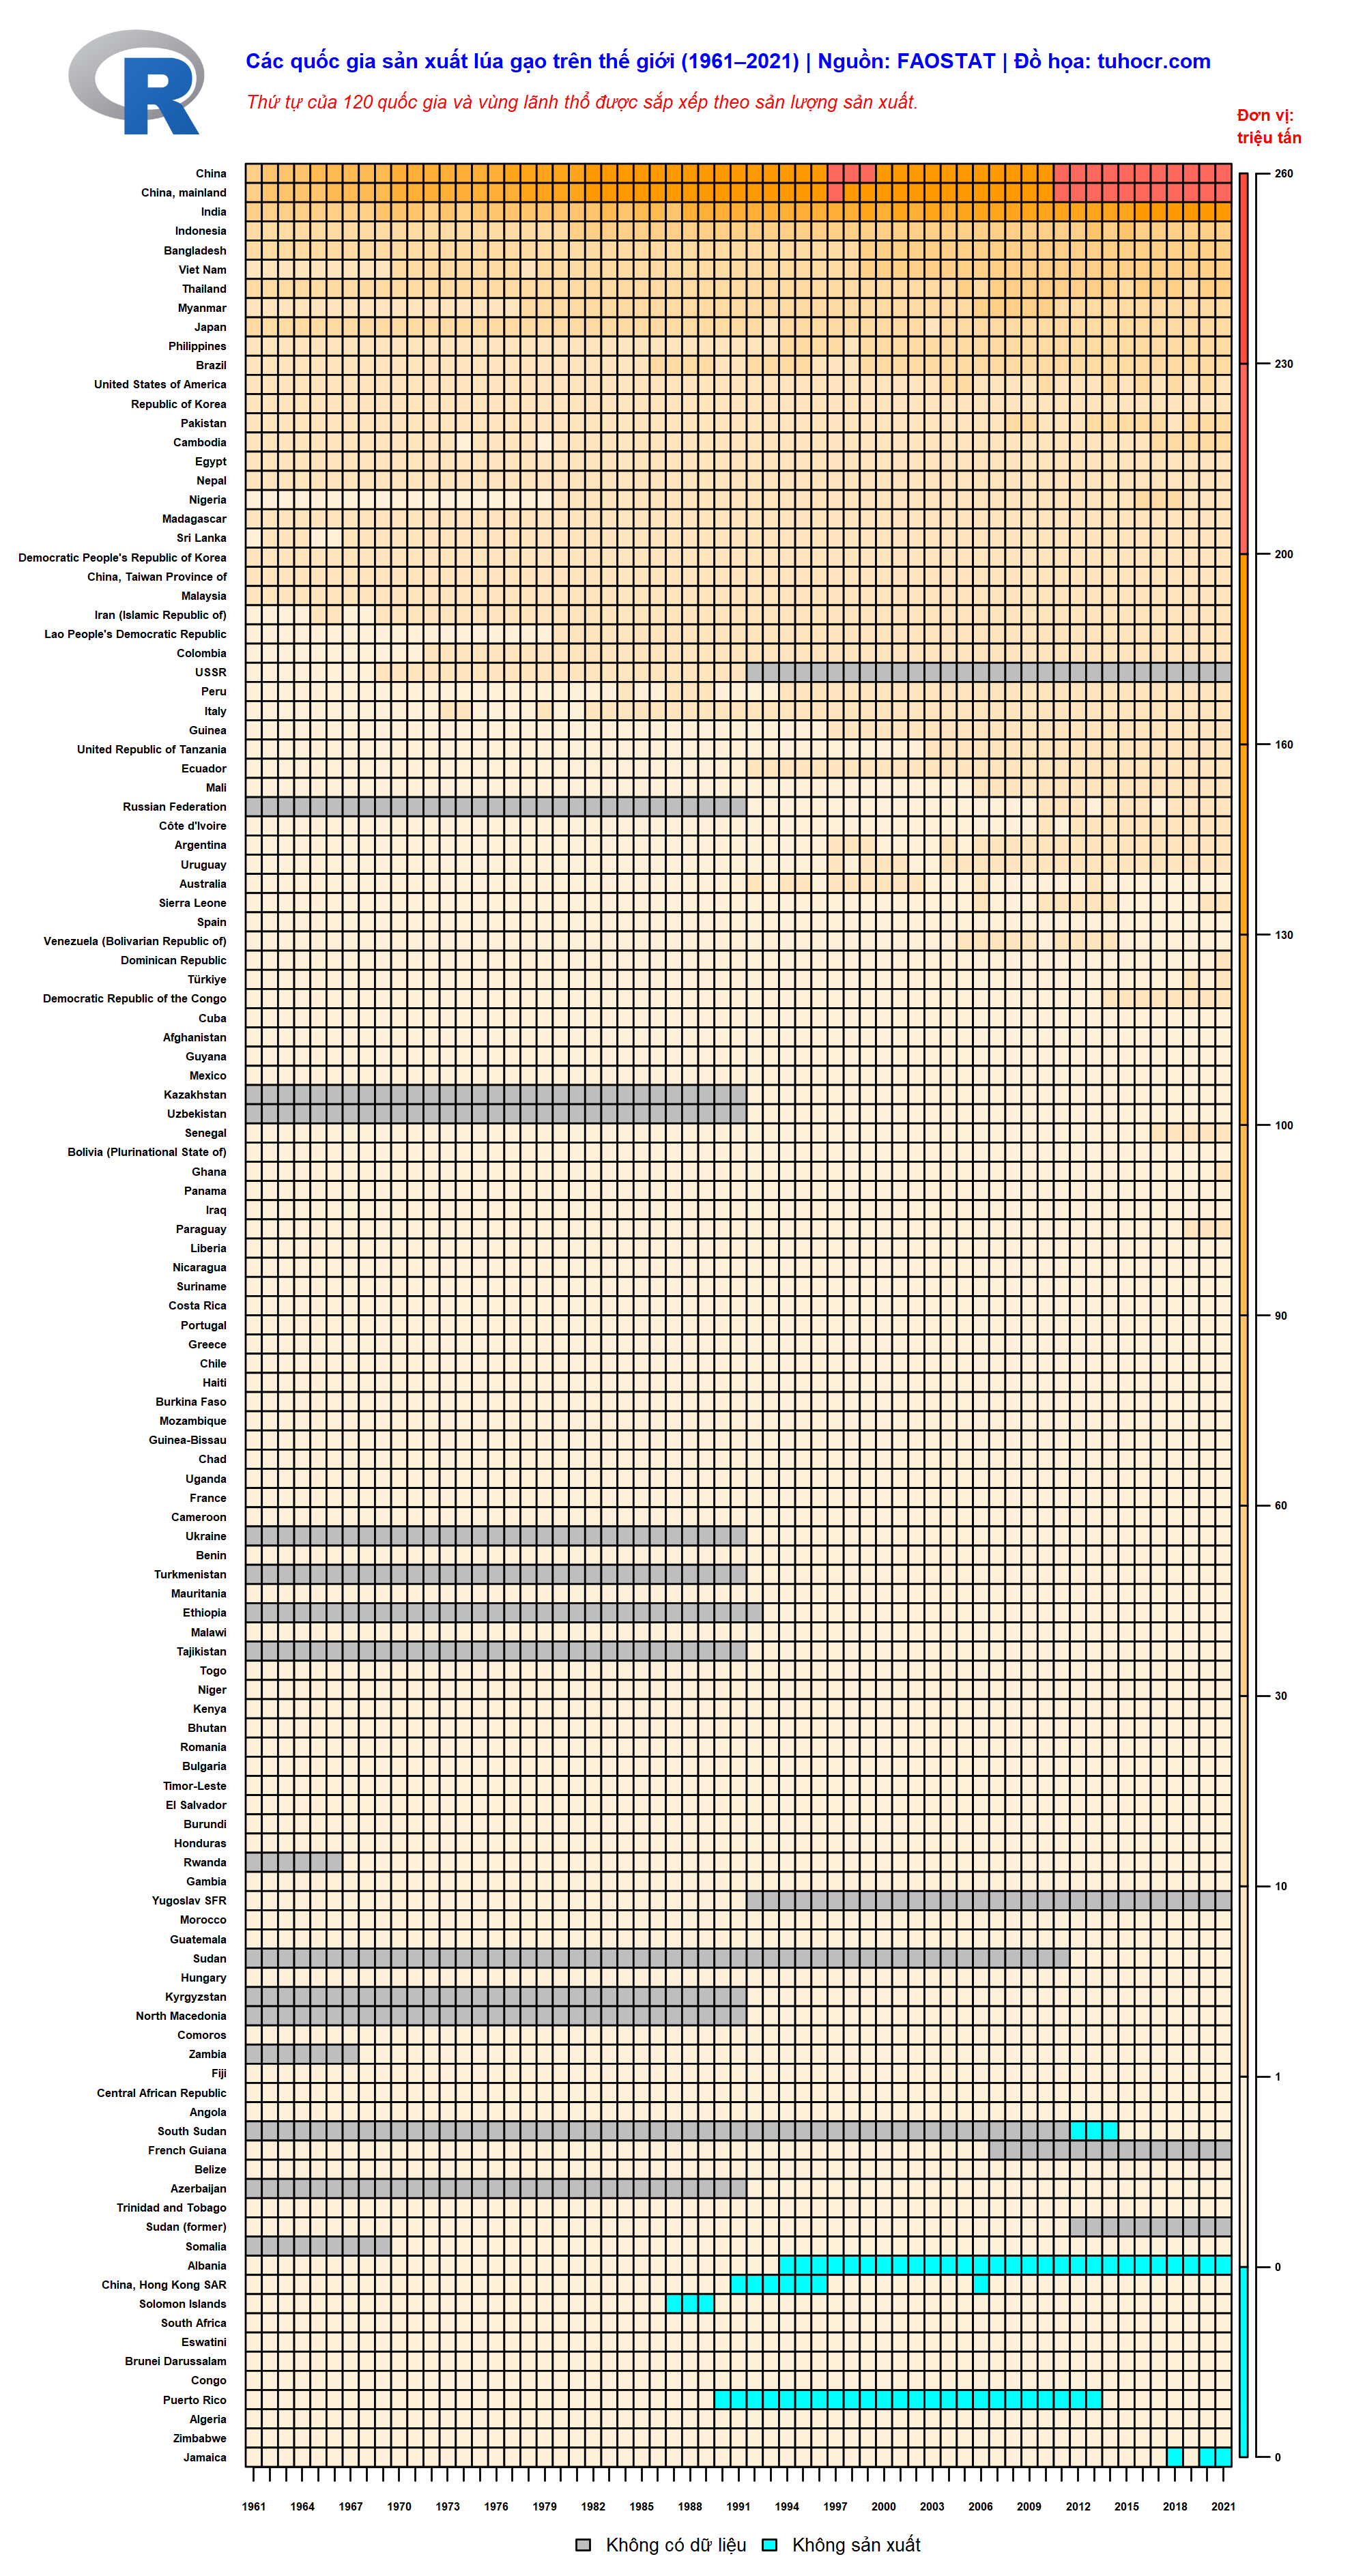 R
Các quốc gia sản xuất lúa gạo trên thế giới (1961–2021) | Nguồn: FAOSTAT | Đồ họa: tuhocr.com
Thứ tự của 120 quốc gia và vùng lãnh thổ được sắp xếp theo sản lượng sản xuất.
Đơn vị:
triệu tấn
China
China, mainland
India
Indonesia
Bangladesh
Viet Nam
Thailand
Myanmar
Japan
Philippines
Brazil
United States of America
Republic of Korea
Pakistan
Cambodia
Egypt
Nepal
Nigeria
Madagascar
Sri Lanka
Democratic People's Republic of Korea
China, Taiwan Province of
Malaysia
Iran (Islamic Republic of)
Lao People's Democratic Republic
Colombia
USSR
Peru
Italy
Guinea
United Republic of Tanzania
Ecuador
Mali
Russian Federation
Côte d'Ivoire
Argentina
Uruguay
Australia
Sierra Leone
Spain
Venezuela (Bolivarian Republic of)
Dominican Republic
Türkiye
Democratic Republic of the Congo
Cuba
Afghanistan
Guyana
Mexico
Kazakhstan
Uzbekistan
Senegal
Bolivia (Plurinational State of)
Ghana
Panama
Iraq
Paraguay
Liberia
Nicaragua
Suriname
Costa Rica
Portugal
Greece
Chile
Haiti
Burkina Faso
Mozambique
Guinea-Bissau
Chad
Uganda
France
Cameroon
Ukraine
Benin
Turkmenistan
Mauritania
Ethiopia
Malawi
Tajikistan
Togo
Niger
Kenya
Bhutan
Romania
Bulgaria
Timor-Leste
El Salvador
Burundi
Honduras
Rwanda
Gambia
Yugoslav SFR
Morocco
Guatemala
Sudan
Hungary
Kyrgyzstan
North Macedonia
Comoros
Zambia
Fiji
Central African Republic
Angola
South Sudan
French Guiana
Belize
Azerbaijan
Trinidad and Tobago
Sudan (former)
Somalia
Albania
China, Hong Kong SAR
Solomon Islands
South Africa
Eswatini
Brunei Darussalam
Congo
Puerto Rico
Algeria
Zimbabwe
Jamaica
260
230
200
160
130
100
90
60
30
10
1
0
0
1961 1964 1967 1970 1973 1976 1979 1982 1985 1988 1991 1994 1997 2000 2003 2006 2009 2012 2015 2018 2021
Không có dữ liệu Không sản xuất